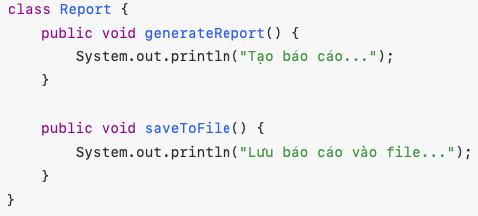 class Report {
    public void generateReport() {
        System.out.println("Tạo báo cáo...");
    }

    public void saveToFile() {
        System.out.println("Lưu báo cáo vào file...");
    }
}